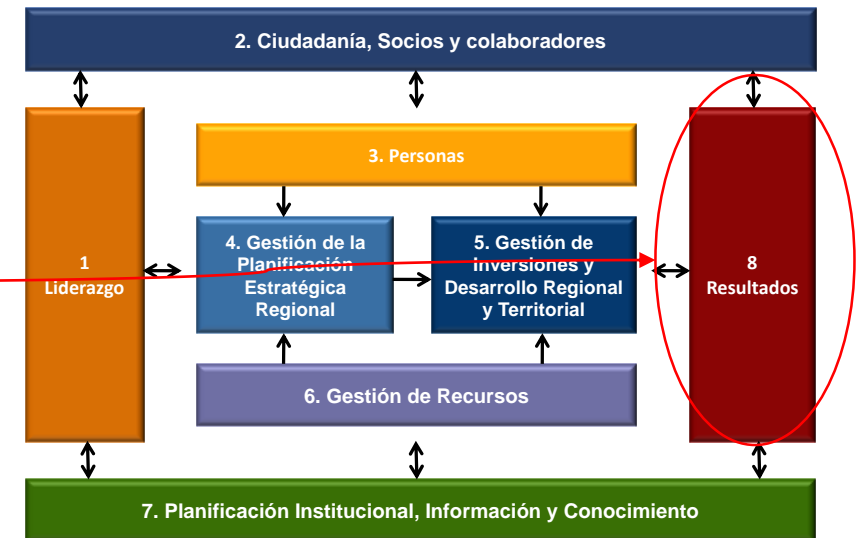 2. Ciudadanía, Socios y colaboradores
3. Personas
1
Liderazgo
4. Gestión de la
Planificación
Estratégica
Regional
5. Gestión de
Inversiones y
Desarrollo Regional
y Territorial
8
Resultados
6. Gestión de Recursos
7. Planificación Institucional, Información y Conocimiento